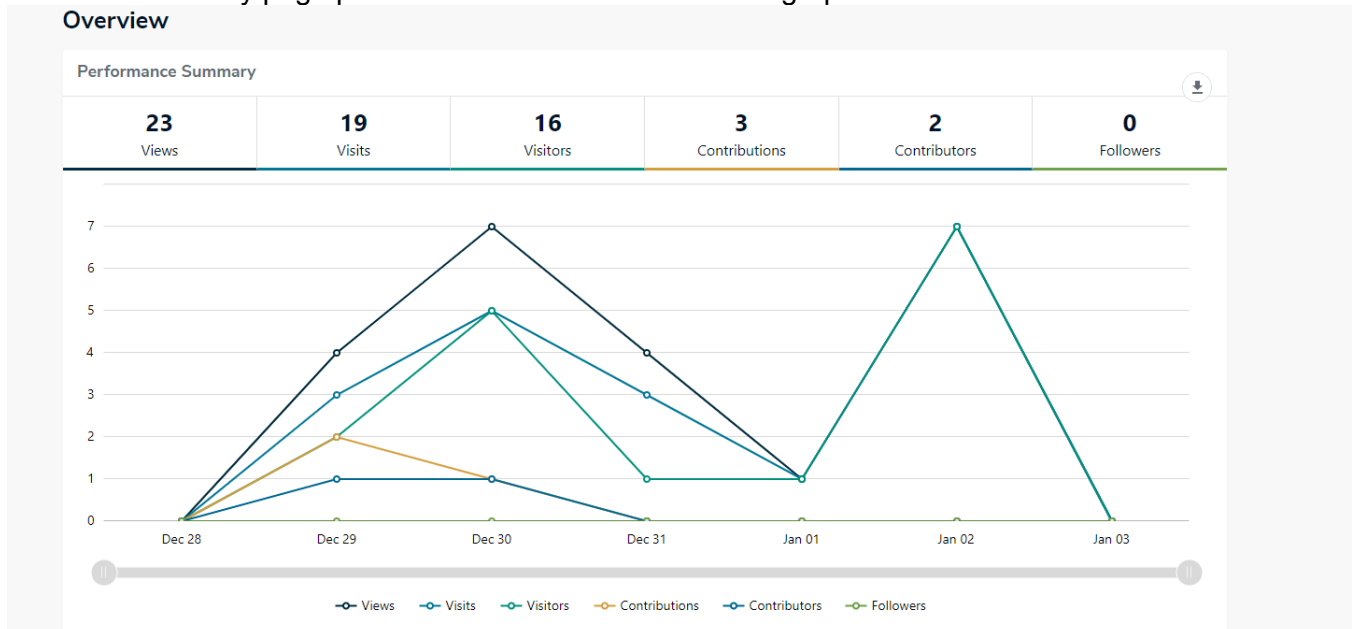 Overview
Performance Summary
23 19 16 3 2 0
Views Visits Visitors Contributions Contributors Followers
7
6
5
4
3
2
1
0
Dec 28 Dec 29 Dec 30 Dec 31 Jan 01 Jan 02 Jan 03
Views Visits Visitors Contributions Contributors Followers